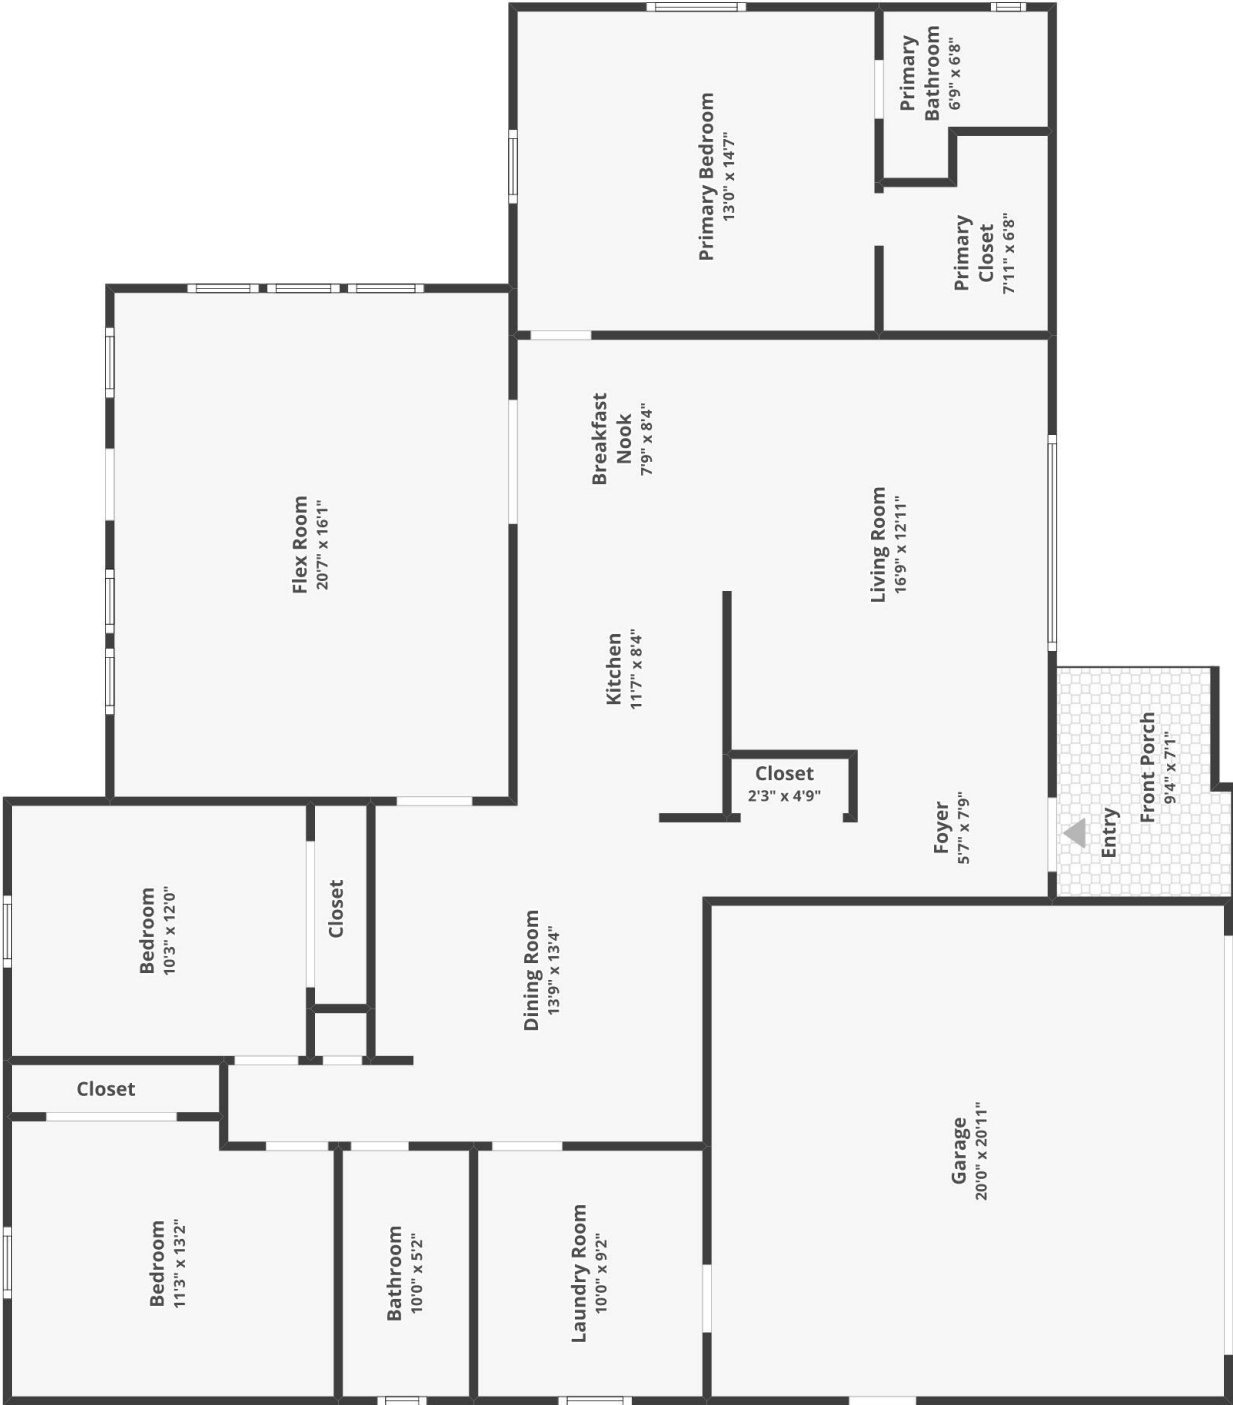 Primary
Bathroom
6'9" x 6'8"
Primary Bedroom
13'0" x 14'7"
Primary
Closet
7'11" x 6'8"
Breakfast
Nook
7'9" x 8'4"
Flex Room
20'7" x 16'1"
Living Room
16'9" x 12'11"
Kitchen
11'7" x 8'4"
Closet
2'3" x 4'9"
Foyer
5'7" x 7'9"
Entry
Front Porch
9'4" x 7'1"
Bedroom
10'3" x 12'0"
Closet
Dining Room
13'9" x 13'4"
Closet
Garage
20'0" x 20'11"
Bedroom
11'3" x 13'2"
Bathroom
10'0" x 5'2"
Laundry Room
10'0" x 9'2"